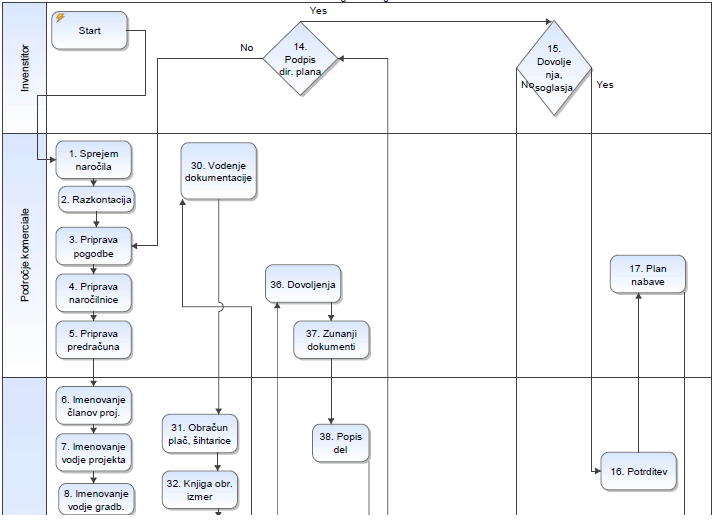 Yes
Start
No
14.
Podpis
dir. plana
15.
Dovolje
nja,
soglasja
No
Yes
Invenstitor
1. Sprejem
naročila
30. Vodenje
dokumentacije
2. Razkontacija
3. Priprava
pogodbe
17. Plan
nabave
36. Dovoljenja
4. Priprava
naročilnice
5. Priprava
predračuna
37. Zunanji
dokumenti
Področje komerciale
6. Imenovanje
članov proj.
31. Obračun
plač, šihtarice
38. Popis
del
7. Imenovanje
vodje projekta
16. Potrditev
32. Knjiga obr.
izmer
8. Imenovanje
vodje gradb.